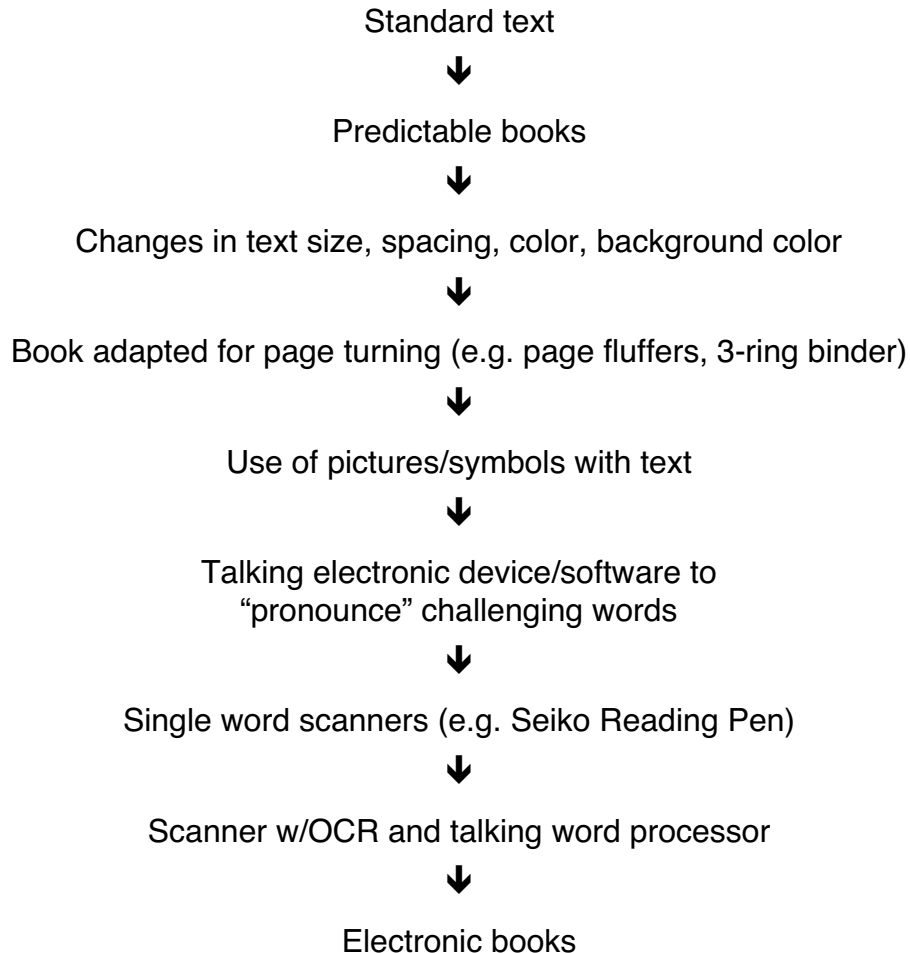 Standard text
Predictable books
Changes in text size, spacing, color, background color
Book adapted for page turning (e.g. page fluffers, 3-ring binder)
Use of pictures/symbols with text
Talking electronic device/software to
“pronounce” challenging words
Single word scanners (e.g. Seiko Reading Pen)
Scanner w/OCR and talking word processor
Electronic books